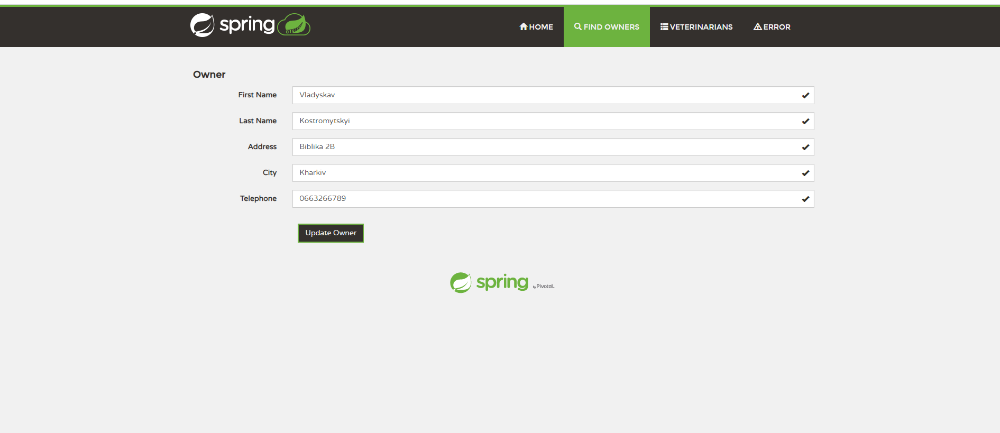 spring
HOME
FIND OWNERS
VETERINARIANS
ERROR
Owner
First Name Vladyskav
Last Name Kostromytskyi
Address Biblika 2B
City Kharkiv
Telephone 0663266789
Update Owner
spring by Pivotal.